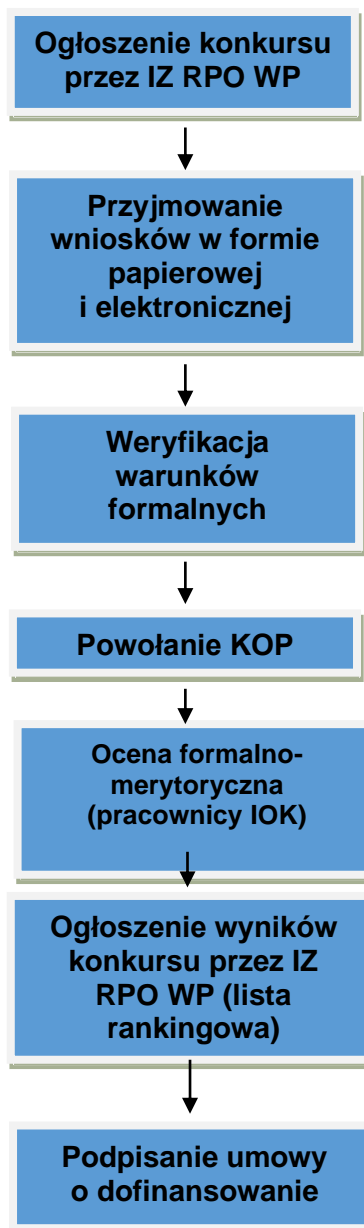 Ogłoszenie konkursu
przez IZ RPO WP
Przyjmowanie
wniosków w formie
papierowej
i elektronicznej
Weryfikacja
warunków
formalnych
Powołanie KOP
Ocena formalno-
merytoryczna
(pracownicy IOK)
Ogłoszenie wyników
konkursu przez IZ
RPO WP (lista
rankingowa)
Podpisanie umowy
o dofinansowanie